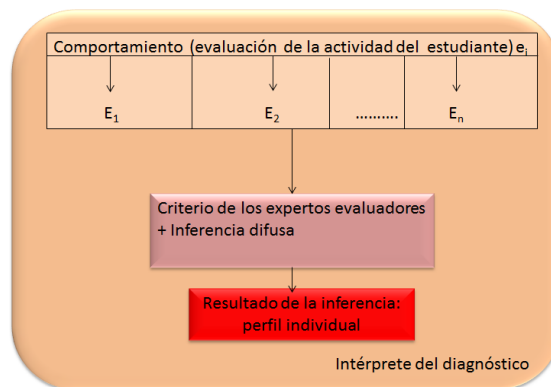 Comportamiento (evaluación de la actividad del estudiante) eᵢ
E₁ E₂ .......... Eₙ
Criterio de los expertos evaluadores
+ Inferencia difusa
Resultado de la inferencia:
perfil individual
Intérprete del diagnóstico